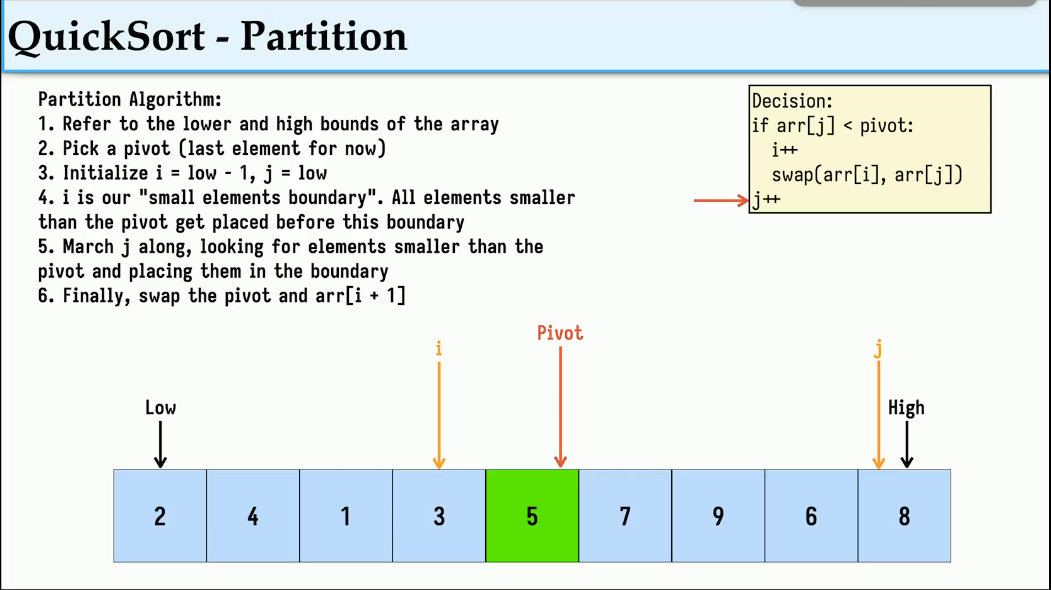 QuickSort - Partition
Partition Algorithm:
1. Refer to the lower and high bounds of the array
2. Pick a pivot (last element for now)
3. Initialize i = low - 1, j = low
4. i is our "small elements boundary". All elements smaller
than the pivot get placed before this boundary
5. March j along, looking for elements smaller than the
pivot and placing them in the boundary
6. Finally, swap the pivot and arr[i + 1]
Decision:
if arr[j] < pivot:
i++
swap(arr[i], arr[j])
j++
Pivot
i
j
Low
High
2 4 1 3 5 7 9 6 8